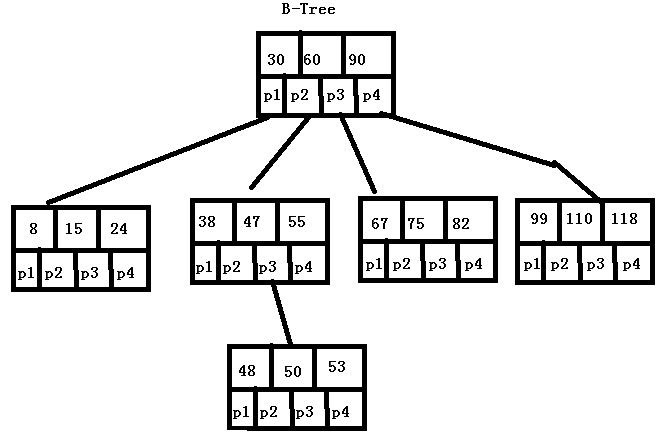 B-Tree
30 60 90
p1 p2 p3 p4
8 15 24
p1 p2 p3 p4
38 47 55
p1 p2 p3 p4
67 75 82
p1 p2 p3 p4
99 110 118
p1 p2 p3 p4
48 50 53
p1 p2 p3 p4